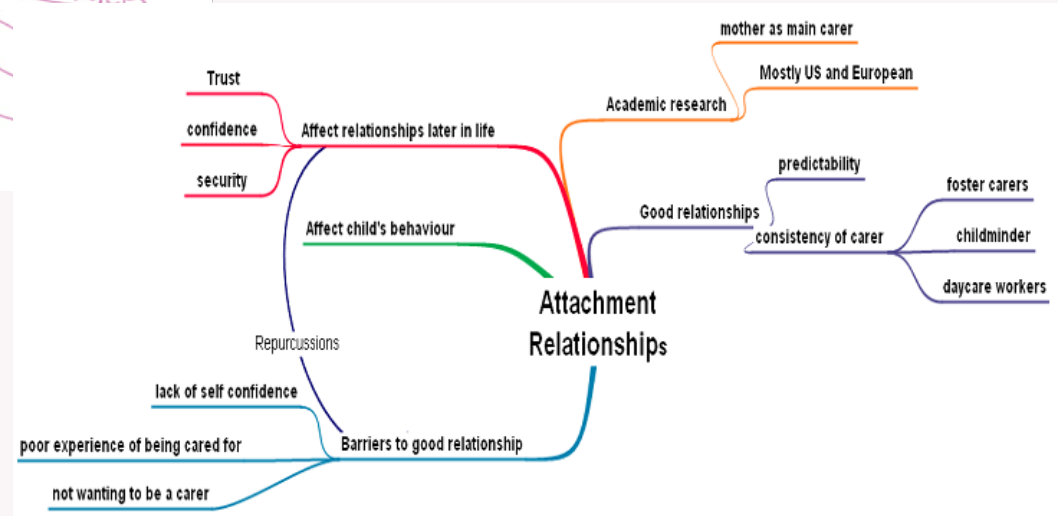 mother as main carer
Mostly US and European
Academic research
Trust
confidence
security
Affect relationships later in life
predictability
Good relationships
consistency of carer
foster carers
childminder
daycare workers
Affect child's behaviour
Attachment
Relationships
Repurcussions
lack of self confidence
poor experience of being cared for
not wanting to be a carer
Barriers to good relationship